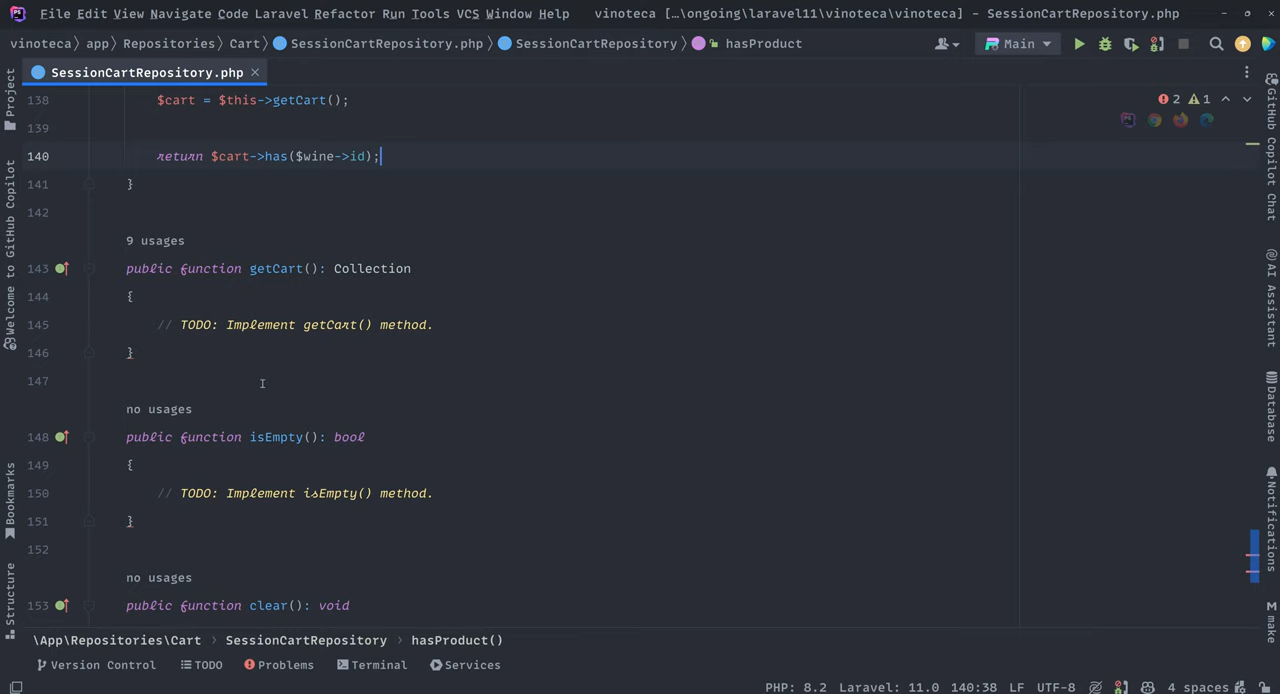 File Edit View Navigate Code Laravel Refactor Run Tools VCS Window Help vinoteca [...\ongoing\laravel11\vinoteca\vinoteca] - SessionCartRepository.php
vinoteca app Repositories Cart SessionCartRepository.php SessionCartRepository hasProduct Main
SessionCartRepository.php
138 $cart = $this->getCart(); 2 1
139
140 return $cart->has($wine->id);
141 }
142
9 usages
143 public function getCart(): Collection
144 {
145 // TODO: Implement getCart() method.
146 }
147
no usages
148 public function isEmpty(): bool
149 {
150 // TODO: Implement isEmpty() method.
151 }
152
no usages
153 public function clear(): void
\App\Repositories\Cart SessionCartRepository hasProduct()
Version Control TODO Problems Terminal Services
PHP: 8.2 Laravel: 11.0 140:38 LF UTF-8 4 spaces
Project
Welcome to GitHub Copilot
Bookmarks
Structure
GitHub Copilot Chat
AI Assistant
Database
Notifications
make